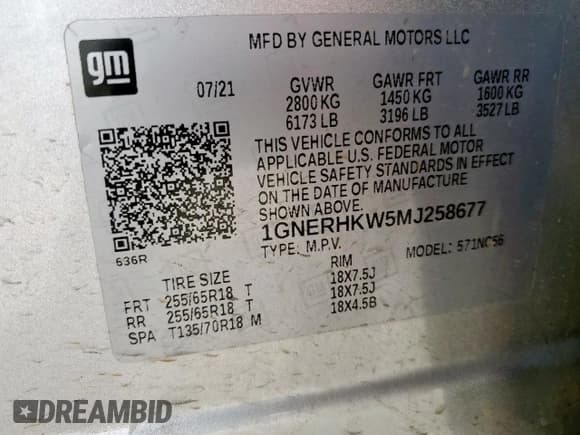 gm
MFD BY GENERAL MOTORS LLC
07/21 GVWR GAWR FRT GAWR RR
2800 KG 1450 KG 1600 KG
6173 LB 3196 LB 3527 LB
THIS VEHICLE CONFORMS TO ALL
APPLICABLE U.S. FEDERAL MOTOR
VEHICLE SAFETY STANDARDS IN EFFECT
ON THE DATE OF MANUFACTURE
SHOWN ABOVE.
1GNERHKW5MJ258677
636R TYPE: M.P.V. MODEL: 571NC56
TIRE SIZE RIM
FRT 255/65R18 T 18X7.5J
RR 255/65R18 T 18X7.5J
SPA T135/70R18 M 18X4.5B
DREAMBID